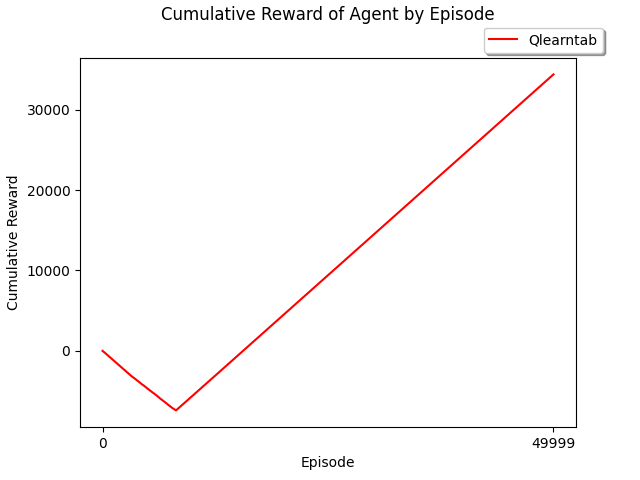 Cumulative Reward of Agent by Episode
Qlearntab
30000
20000
10000
0
Cumulative Reward
0
49999
Episode